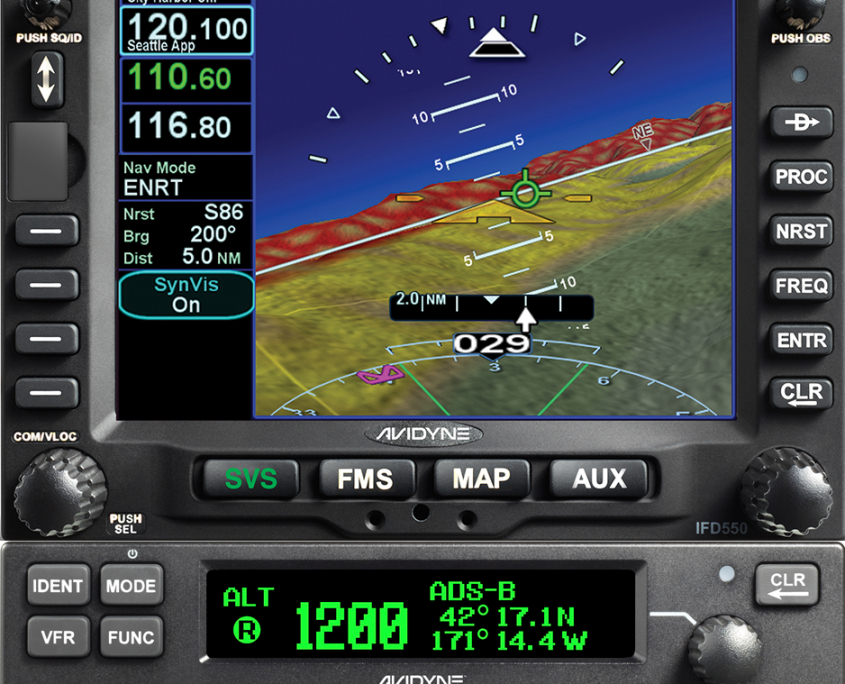 PUSH SQ/ID
120.100
Seattle App
110.60
116.80
Nav Mode
ENRT
Nrst S86
Brg 200°
Dist 5.0 NM
SynVis
On
10 10
5 5
NE
5 5
10
2.0 NM
029
3
6
33
PUSH OBS
D
PROC
NRST
FREQ
ENTR
CLR
COM/VLOC
AVIDYNE
SVS FMS MAP AUX
PUSH
SEL
IFD550
IDENT MODE
VFR FUNC
ALT
R
1200
ADS-B
42° 17.1N
171° 14.4W
CLR
AVIDYNE